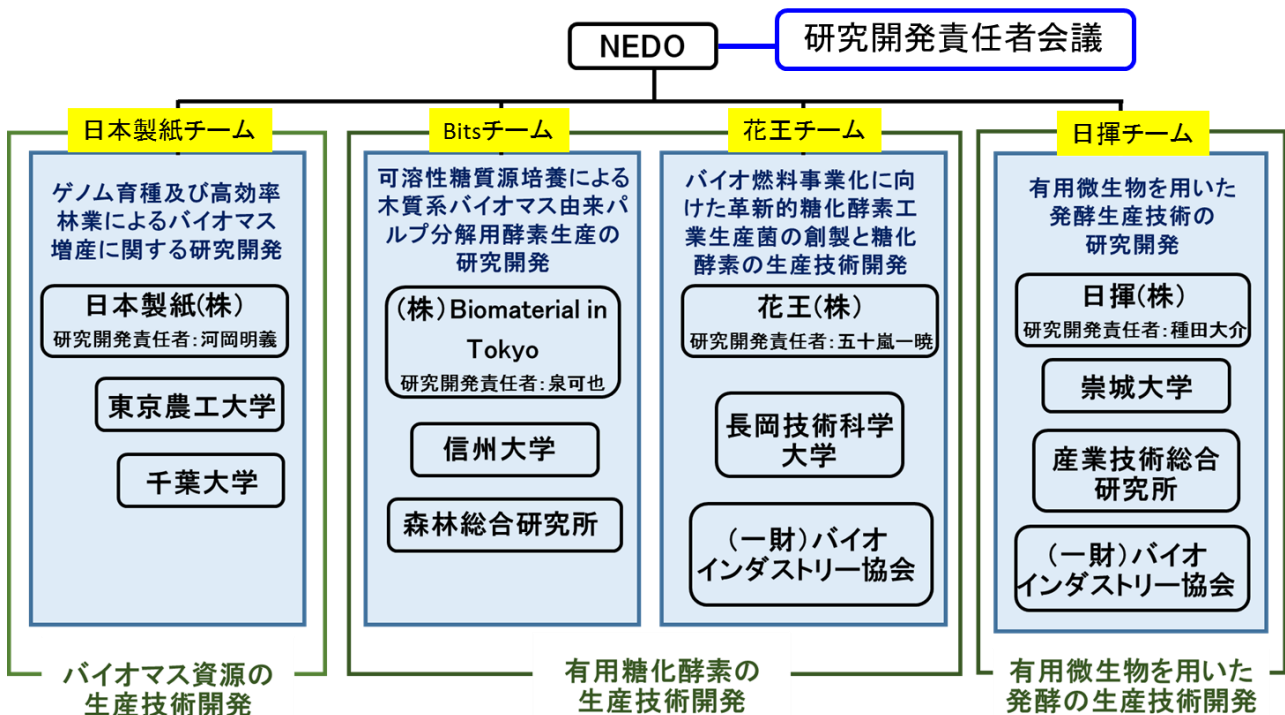 NEDO
研究開発責任者会議
日本製紙チーム
ゲノム育種及び高効率
林業によるバイオマス
増産に関する研究開発
日本製紙(株)
研究開発責任者:河岡明義
東京農工大学
千葉大学
バイオマス資源の
生産技術開発
Bitsチーム
可溶性糖質源培養による
木質系バイオマス由来パ
ルプ分解用酵素生産の
研究開発
(株)Biomaterial in
Tokyo
研究開発責任者:泉可也
信州大学
森林総合研究所
花王チーム
バイオ燃料事業化に向
けた革新的糖化酵素工
業生産菌の創製と糖化
酵素の生産技術開発
花王(株)
研究開発責任者:五十嵐一暁
長岡技術科学
大学
(一財)バイオ
インダストリー協会
有用糖化酵素の
生産技術開発
日揮チーム
有用微生物を用いた
発酵生産技術の
研究開発
日揮(株)
研究開発責任者:種田大介
崇城大学
産業技術総合
研究所
(一財)バイオ
インダストリー協会
有用微生物を用いた
発酵の生産技術開発